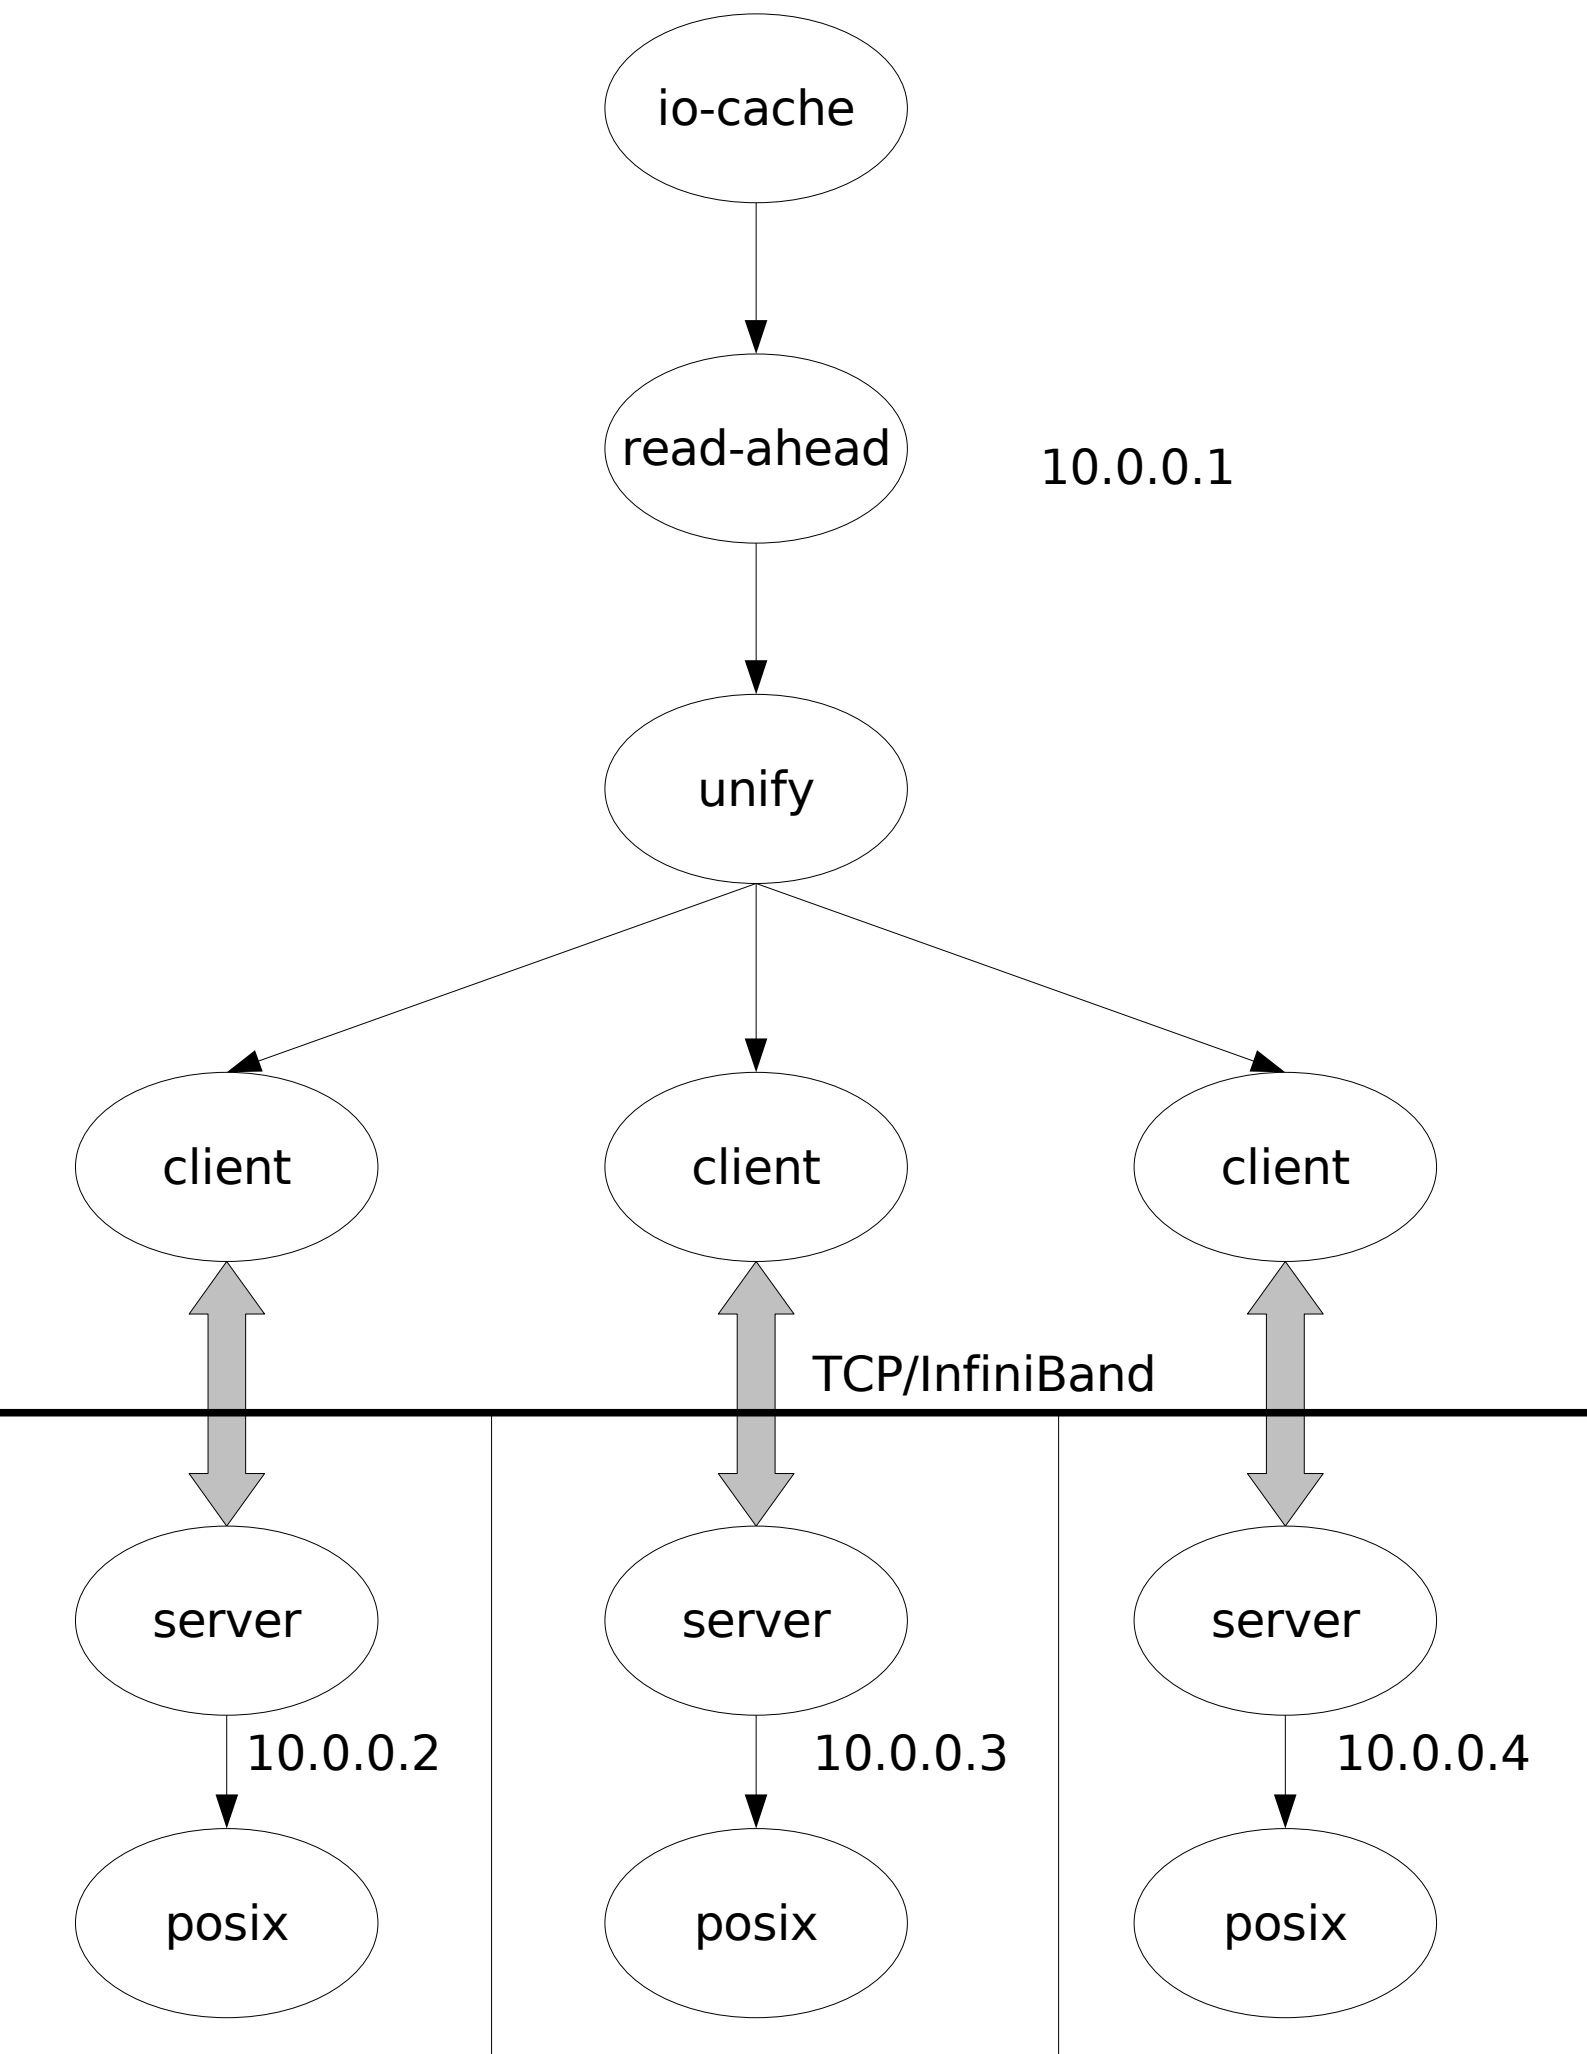 io-cache
read-ahead
10.0.0.1
unify
client
client
client
TCP/InfiniBand
server
server
server
10.0.0.2
10.0.0.3
10.0.0.4
posix
posix
posix